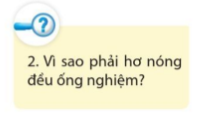 2. Vì sao phải hơ nóng
đều ống nghiệm?